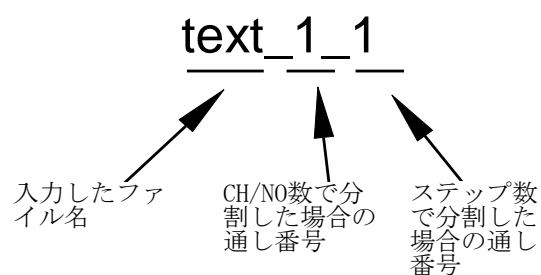 text_1_1
入力したファ
イル名
CH/NO数で分
割した場合の
通し番号
ステップ数
で分割した
場合の通し
番号